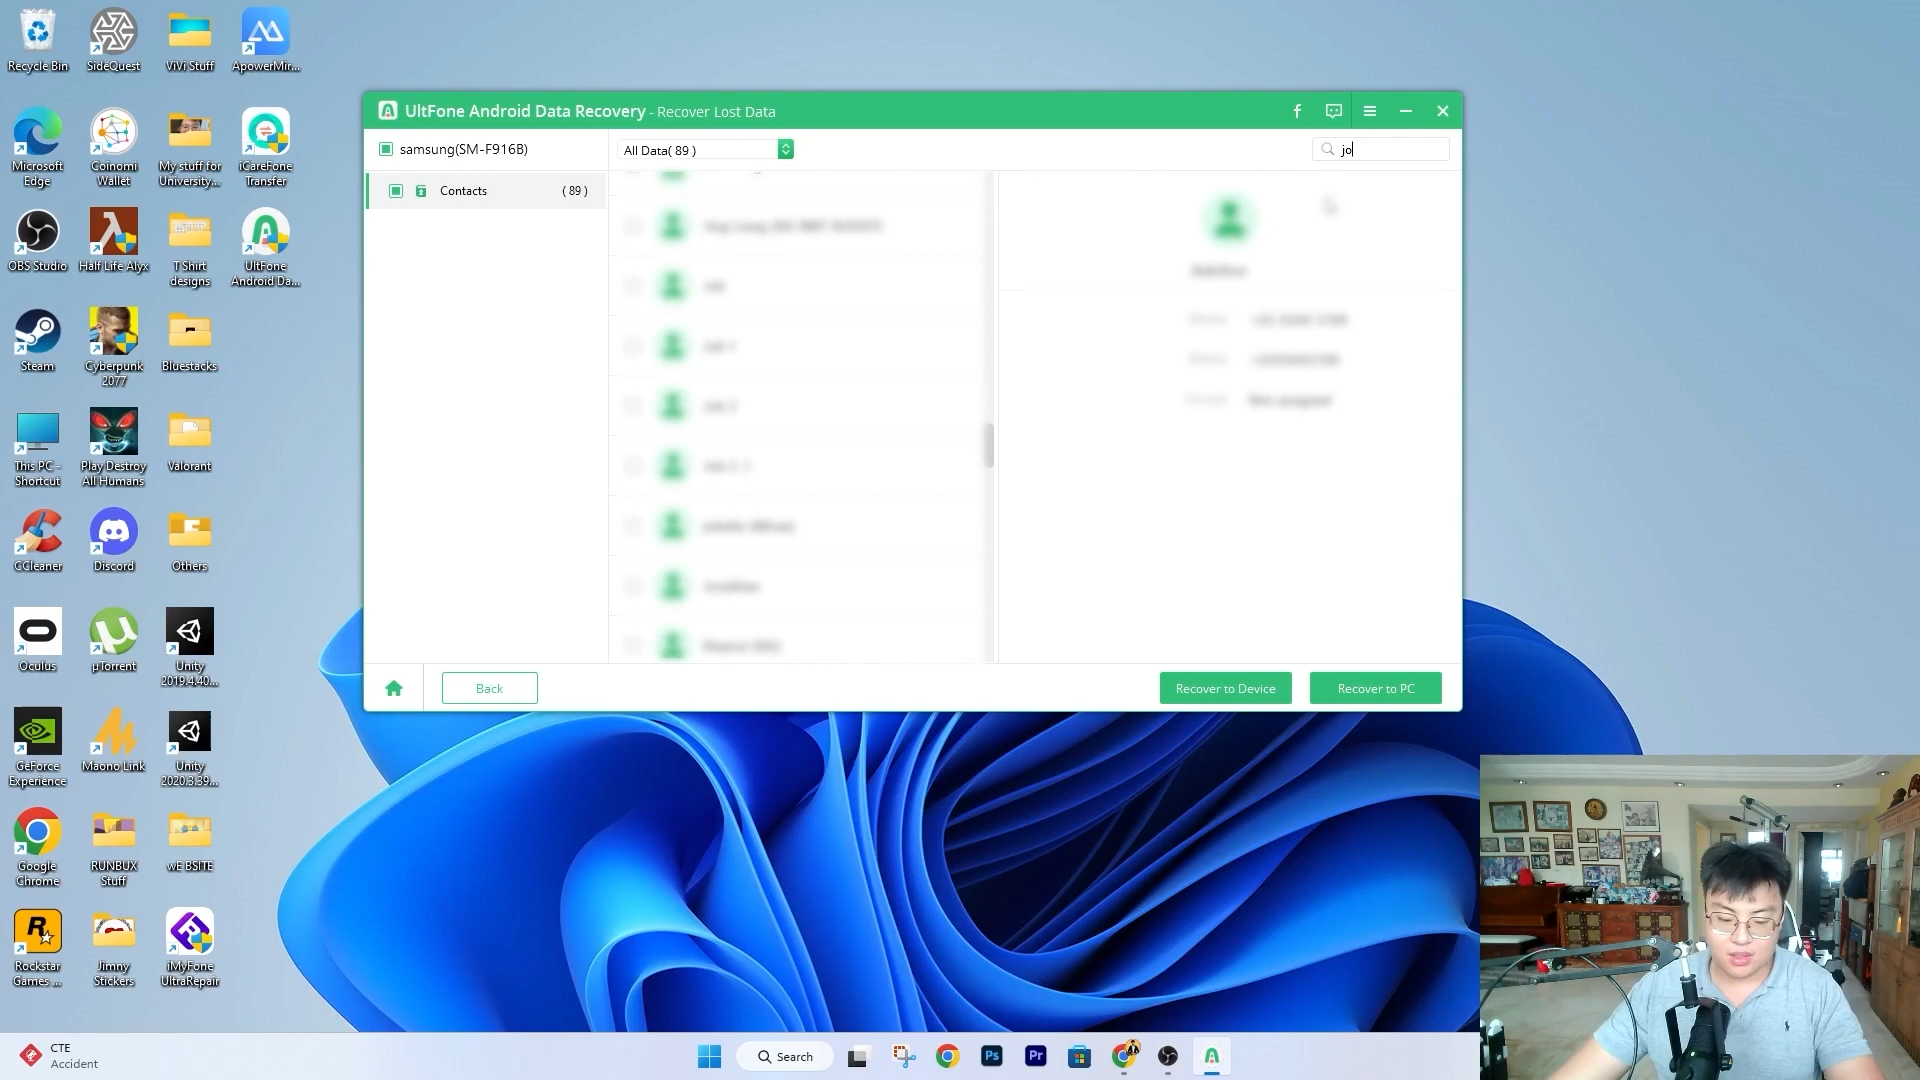 Recycle Bin
SideQuest
ViVi Stuff
ApowerMir...
Microsoft
Edge
Coinomi
Wallet
My stuff for
University...
iCareFone
Transfer
OBS Studio
Half Life Alyx
T Shirt
designs
UltFone
Android Da...
Steam
Cyberpunk
2077
Bluestacks
This PC -
Shortcut
Play Destroy
All Humans
Valorant
CCleaner
Discord
Others
Oculus
µTorrent
Unity
2019.4.40...
GeForce
Experience
Maono Link
Unity
2020.3.39...
Google
Chrome
RUNBUX
Stuff
wE BSITE
Rockstar
Games ...
Jimny
Stickers
iMyFone
UltraRepair
UltFone Android Data Recovery - Recover Lost Data
samsung(SM-F916B)
All Data( 89 )
jo
Contacts
( 89 )
Back
Recover to Device
Recover to PC
CTE
Accident
Search
Ps
Pr